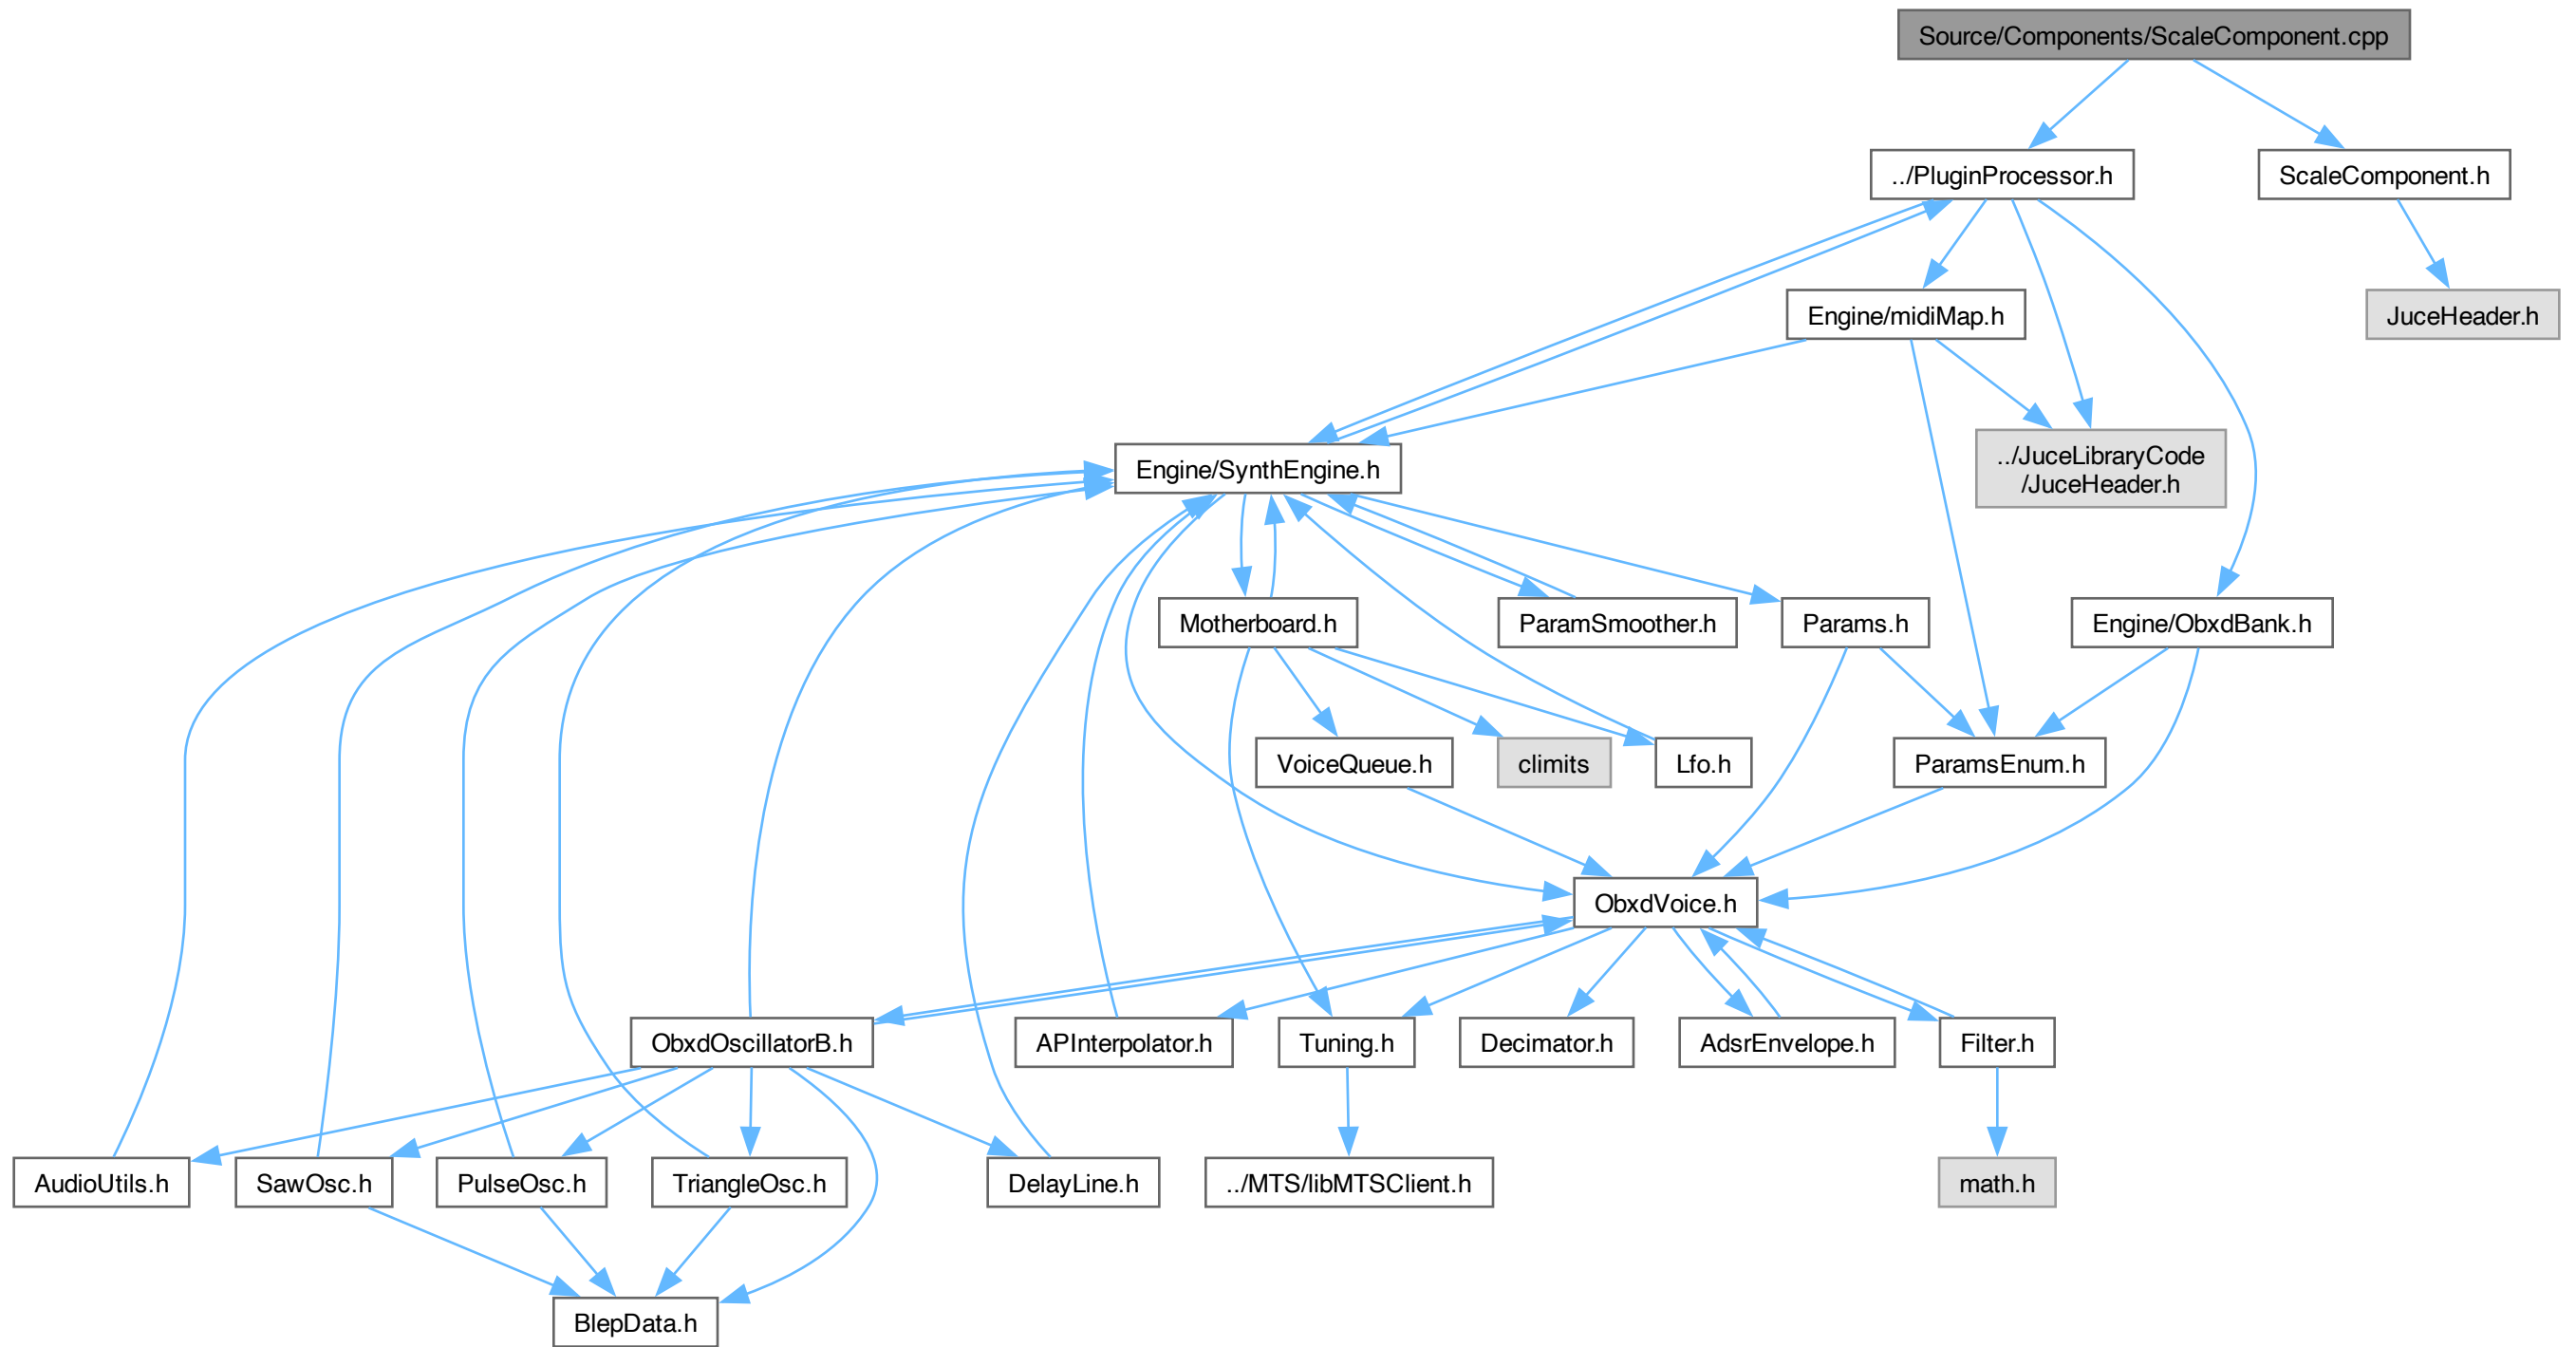 Source/Components/ScaleComponent.cpp
../PluginProcessor.h
ScaleComponent.h
Engine/midiMap.h
JuceHeader.h
Engine/SynthEngine.h
../JuceLibraryCode
/JuceHeader.h
Motherboard.h
ParamSmoother.h
Params.h
Engine/ObxdBank.h
VoiceQueue.h
climits
Lfo.h
ParamsEnum.h
ObxdVoice.h
ObxdOscillatorB.h
APInterpolator.h
Tuning.h
Decimator.h
AdsrEnvelope.h
Filter.h
AudioUtils.h
SawOsc.h
PulseOsc.h
TriangleOsc.h
DelayLine.h
../MTS/libMTSClient.h
math.h
BlepData.h